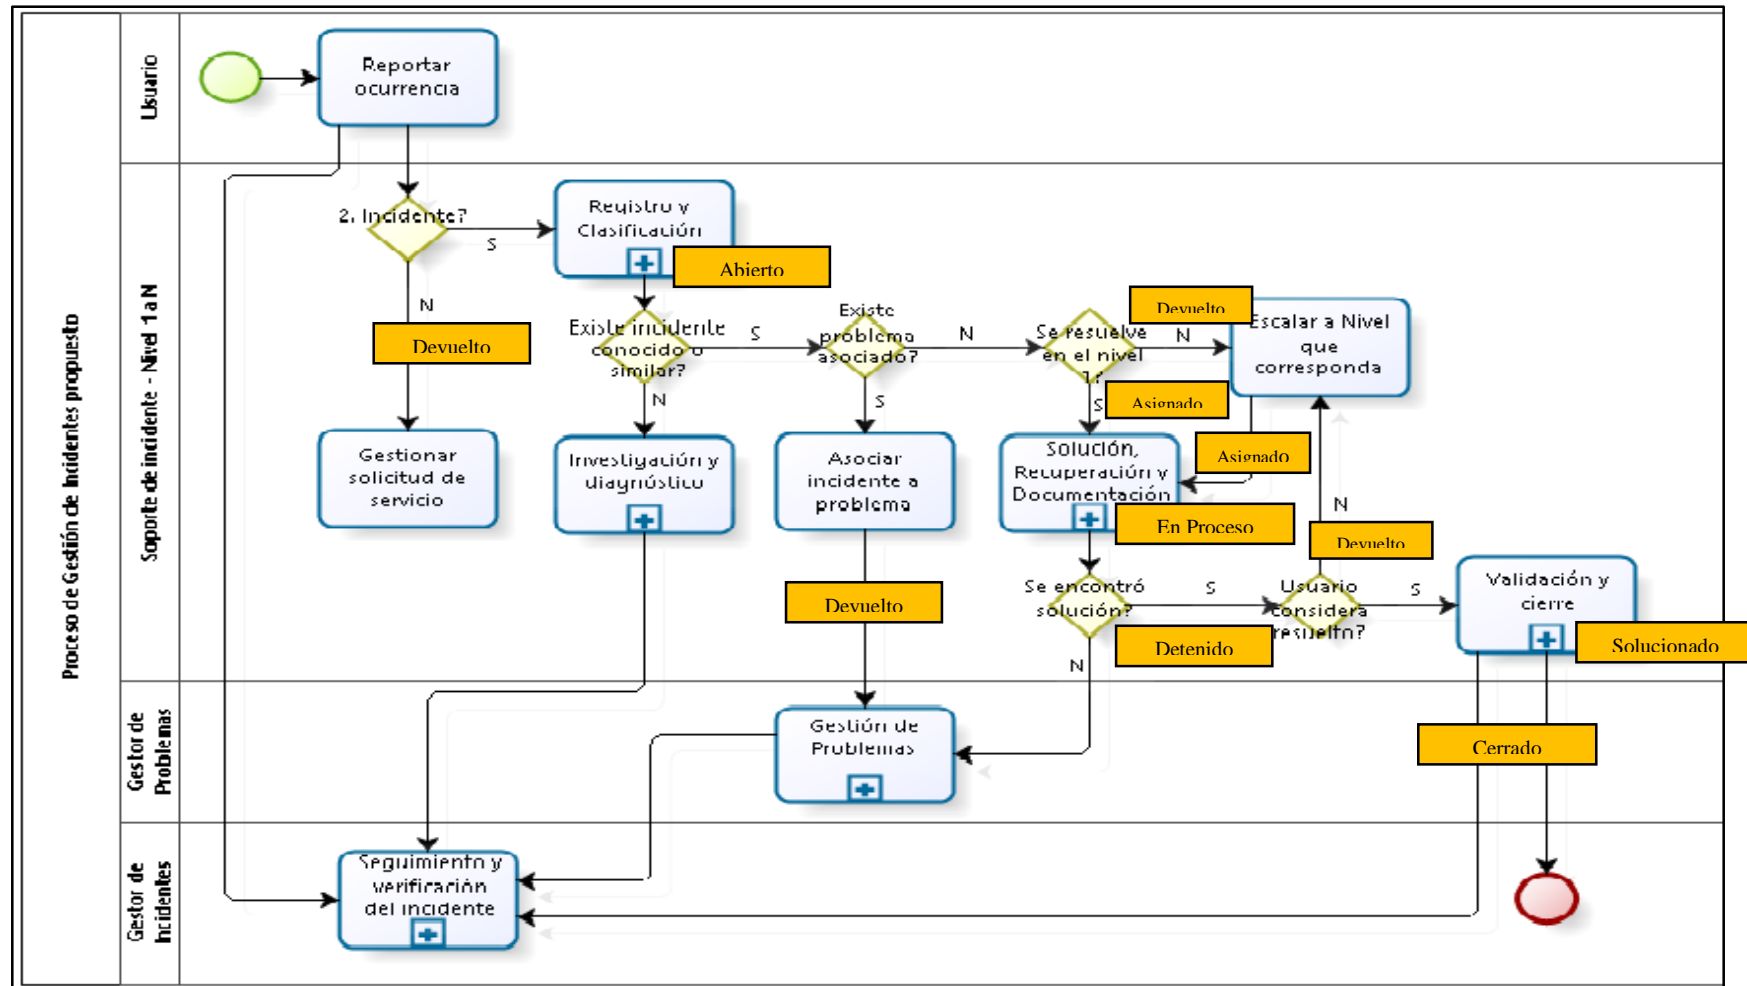 Proceso de Gestión de Incidentes propuesto
Usuario
Reportar
ocurrencia
Soporte de incidente - Nivel 1 a N
2. Incidente?
S
N
Devuelto
Gestionar
solicitud de
servicio
Registro y
Clasificación
Abierto
Existe incidente
conocido o
similar?
S
N
Investigación y
diagnóstico
Existe
problema
asociado?
N
S
Asociar
incidente a
problema
Devuelto
Se resuelve
en el nivel
1?
Devuelto
N
S
Asignado
Escalar a Nivel
que
corresponda
Asignado
Solución,
Recuperación y
Documentación
En Proceso
Se encontró
solución?
S
N
Detenido
Usuario
considera
resuelto?
N
Devuelto
S
Validación y
cierre
Solucionado
Cerrado
Gestor de
Problemas
Gestión de
Problemas
Gestor de
Incidentes
Seguimiento y
verificación
del incidente